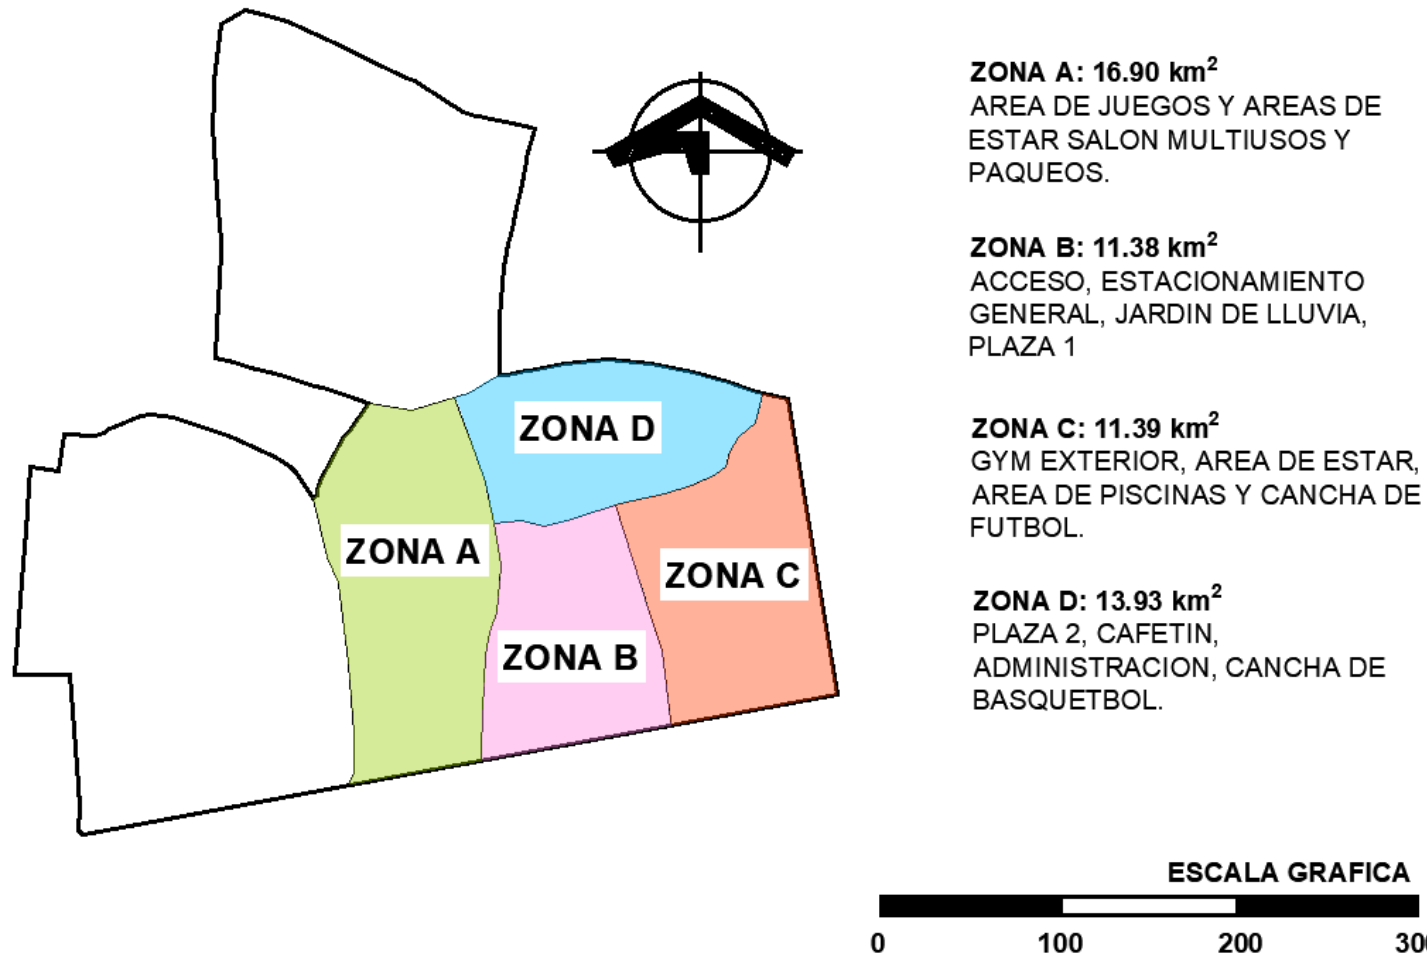 ZONA A: 16.90 km²
AREA DE JUEGOS Y AREAS DE
ESTAR SALON MULTIUSOS Y
PAQUEOS.
ZONA B: 11.38 km²
ACCESO, ESTACIONAMIENTO
GENERAL, JARDIN DE LLUVIA,
PLAZA 1
ZONA C: 11.39 km²
GYM EXTERIOR, AREA DE ESTAR,
AREA DE PISCINAS Y CANCHA DE
FUTBOL.
ZONA D: 13.93 km²
PLAZA 2, CAFETIN,
ADMINISTRACION, CANCHA DE
BASQUETBOL.
ZONA D
ZONA A
ZONA C
ZONA B
ESCALA GRAFICA
0 100 200